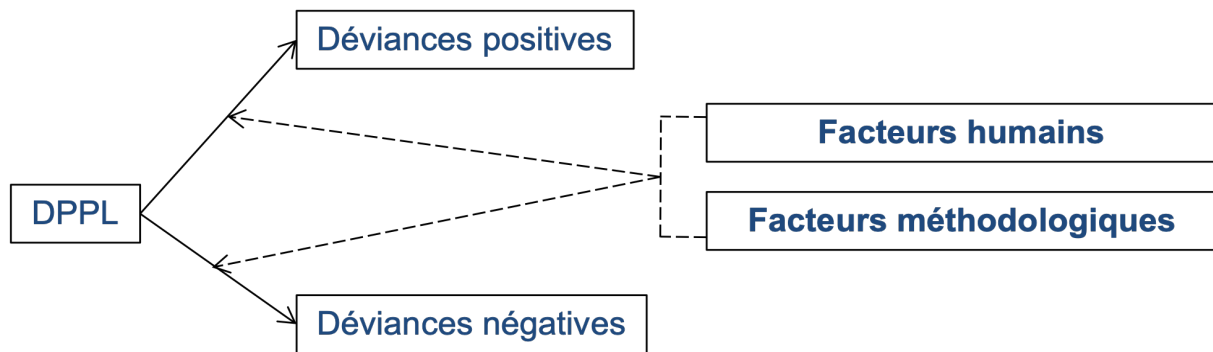 Déviances positives
Facteurs humains
DPPL
Facteurs méthodologiques
Déviances négatives